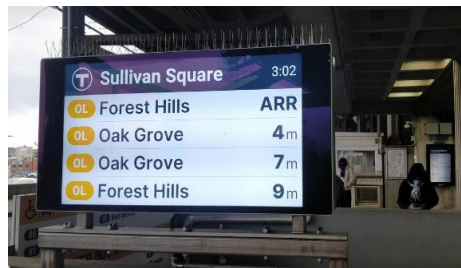 T Sullivan Square 3:02
OL Forest Hills ARR
OL Oak Grove 4m
OL Oak Grove 7m
OL Forest Hills 9m